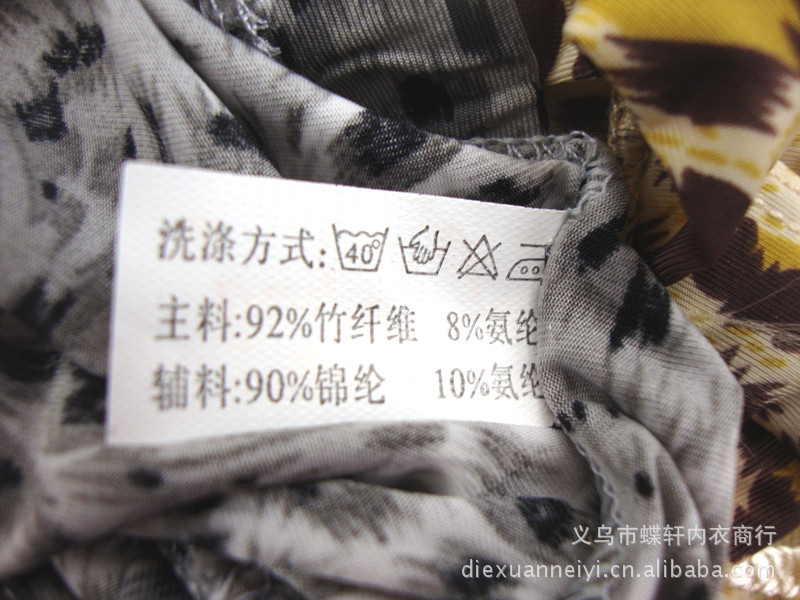 洗涤方式: 40°
主料:92%竹纤维 8%氨纶
辅料:90%锦纶 10%氨纶
义乌市蝶轩内衣商行
diexuanneiyi.cn.alibaba.com